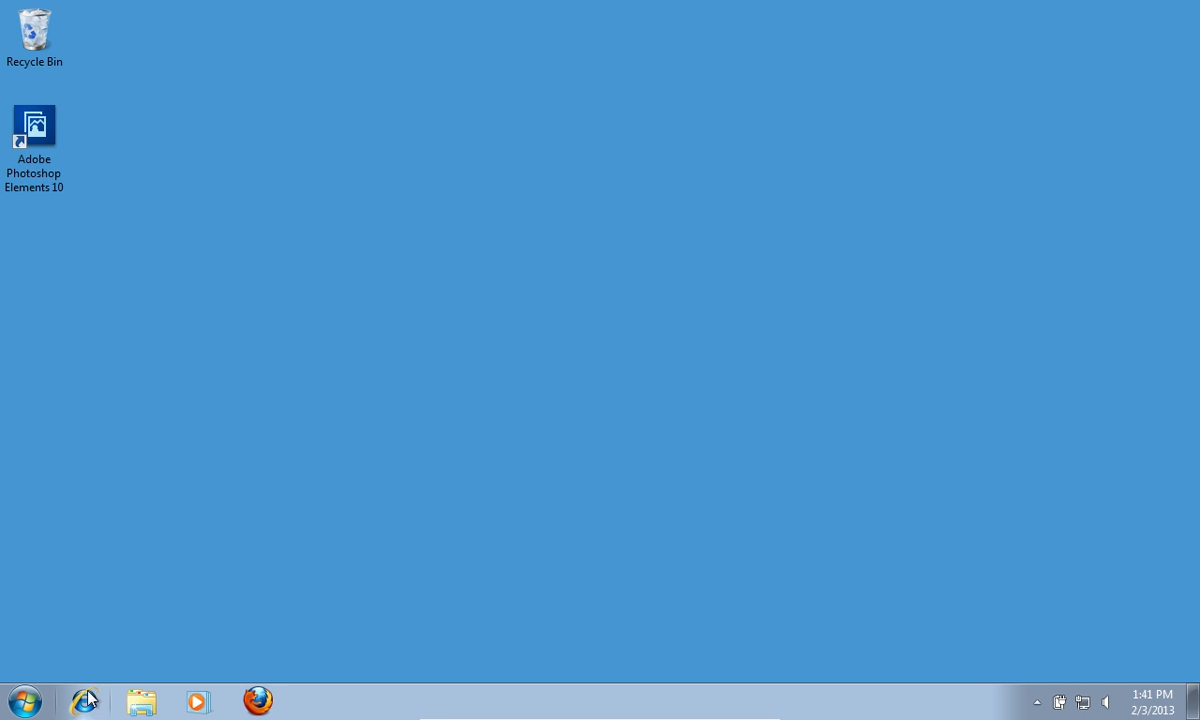 Recycle Bin
Adobe
Photoshop
Elements 10
1:41 PM
2/3/2013